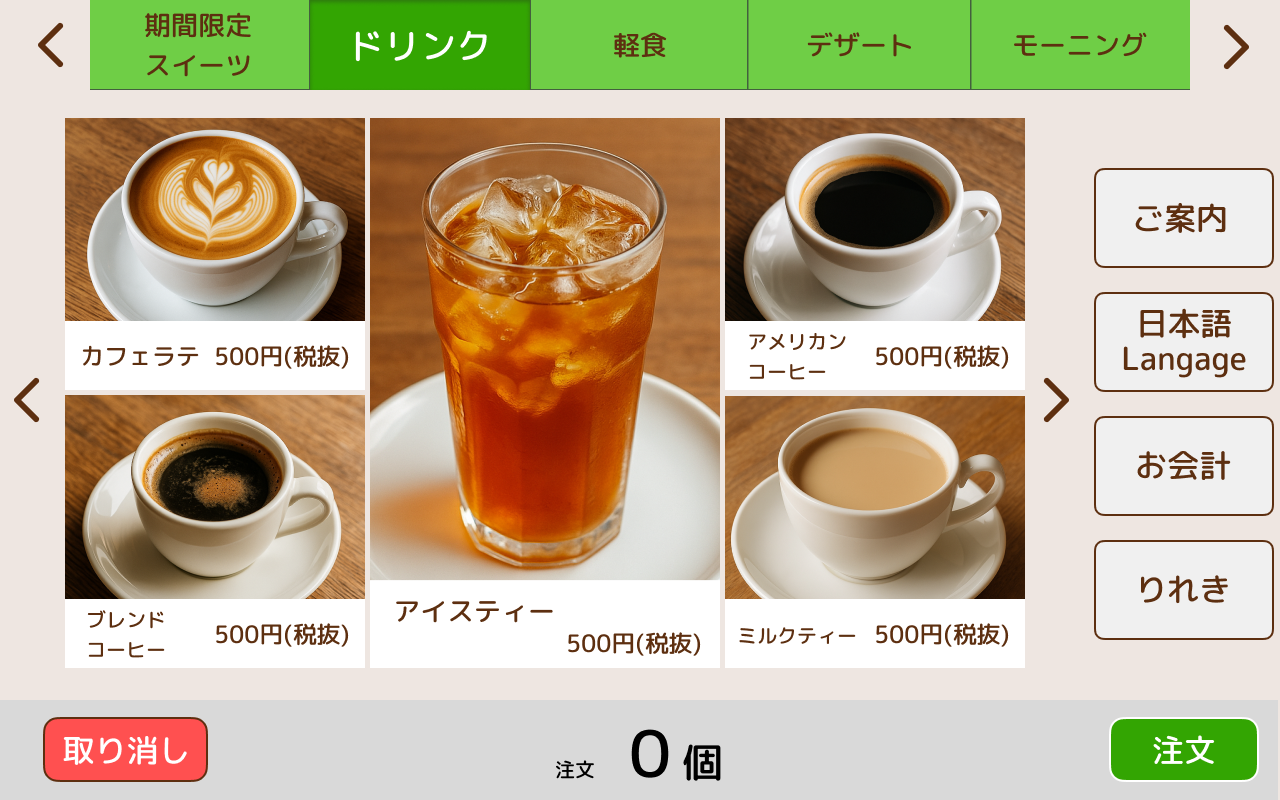 期間限定
スイーツ
ドリンク
軽食
デザート
モーニング
カフェラテ 500円(税抜)
アメリカン
コーヒー 500円(税抜)
ブレンド
コーヒー 500円(税抜)
アイスティー
500円(税抜)
ミルクティー 500円(税抜)
ご案内
日本語
Langage
お会計
りれき
取り消し
注文 0個
注文